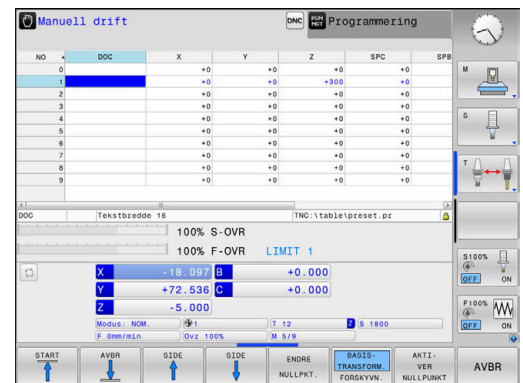 Manuell drift DNC PGM MGT Programmering
NO DOC X Y Z SPC SPB
0 +0 +0 +0 +0
1 +0 +0 +300 +0
2 +0 +0 +0 +0
3 +0 +0 +0 +0
4 +0 +0 +0 +0
5 +0 +0 +0 +0
6 +0 +0 +0 +0
7 +0 +0 +0 +0
8 +0 +0 +0 +0
9 +0 +0 +0 +0
DOC Tekstbredde 16 TNC:\table\preset.pr
100% S-OVR
100% F-OVR LIMIT 1
X -18.097 B +0.000
Y +72.536 C +0.000
Z -5.000
Modus: NOM. 1 T 12 Z S 1800
F 0mm/min Ovr 100% M 5/9
M
S
T
S100%
OFF ON
F100%
OFF ON
START
AVBR
SIDE
SIDE
ENDRE NULLPKT.
BASIS-TRANSFORM. FORSKYVN.
AKTI-VER NULLPUNKT
AVBR